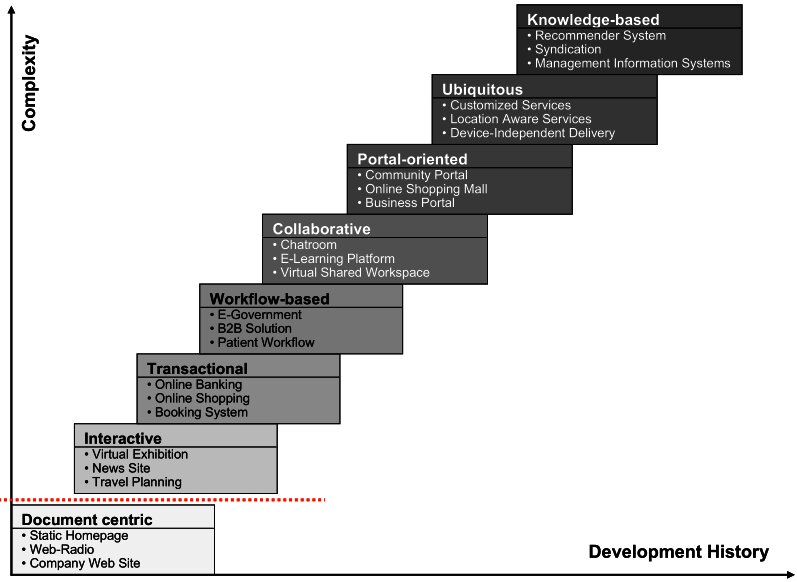 Complexity
Knowledge-based
• Recommender System
• Syndication
• Management Information Systems
Ubiquitous
• Customized Services
• Location Aware Services
• Device-Independent Delivery
Portal-oriented
• Community Portal
• Online Shopping Mall
• Business Portal
Collaborative
• Chatroom
• E-Learning Platform
• Virtual Shared Workspace
Workflow-based
• E-Government
• B2B Solution
• Patient Workflow
Transactional
• Online Banking
• Online Shopping
• Booking System
Interactive
• Virtual Exhibition
• News Site
• Travel Planning
Document centric
• Static Homepage
• Web-Radio
• Company Web Site
Development History